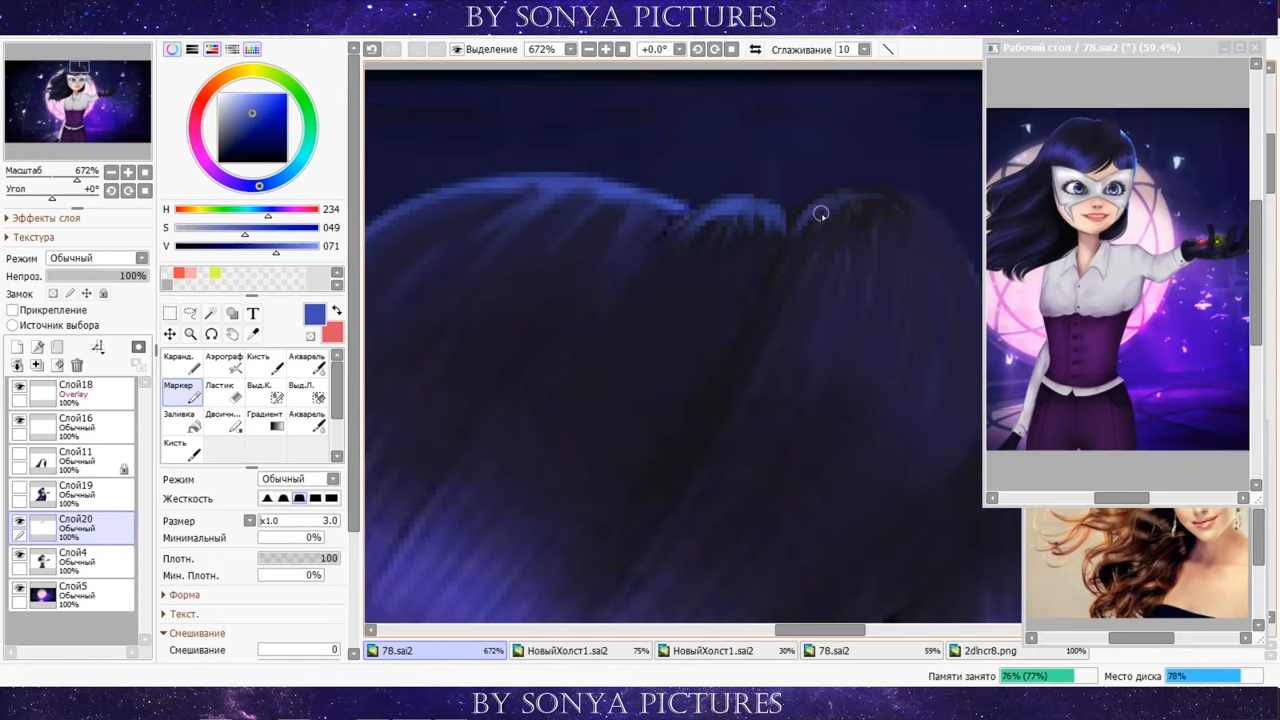 BY SONYA PICTURES
Выделение 672% +0.0° Сглаживание 10
Рабочий стол / 78.sai2 (*) (59.4%)
Масштаб 672%
Угол +0°
Эффекты слоя
Текстура
Режим Обычный
Непроз. 100%
Замок
Прикрепление
Источник выбора
Слой18
Overlay
100%
Слой16
Обычный
100%
Слой11
Обычный
100%
Слой19
Обычный
100%
Слой20
Обычный
100%
Слой4
Обычный
100%
Слой5
Обычный
100%
H 234
S 049
V 071
T
Каранд. Аэрограф Кисть Акварель
Маркер Ластик Выд.К. Выд.Л.
Заливка Двоичн... Градиент Акварель
Кисть
Режим Обычный
Жесткость
Размер x1.0 3.0
Минимальный 0%
Плотн. 100
Мин. Плотн. 0%
Форма
Текст.
Смешивание
Смешивание 0
78.sai2 672% НовыйХолст1.sai2 75% НовыйХолст1.sai2 30% 78.sai2 59% 2dlncr8.png 100%
Памяти занято 76% (77%) Место диска 78%
BY SONYA PICTURES